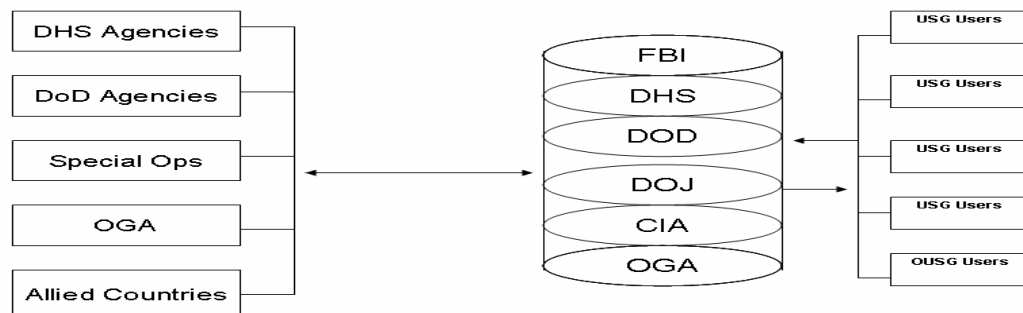 DHS Agencies
DoD Agencies
Special Ops
OGA
Allied Countries
FBI
DHS
DOD
DOJ
CIA
OGA
USG Users
USG Users
USG Users
USG Users
OUSG Users